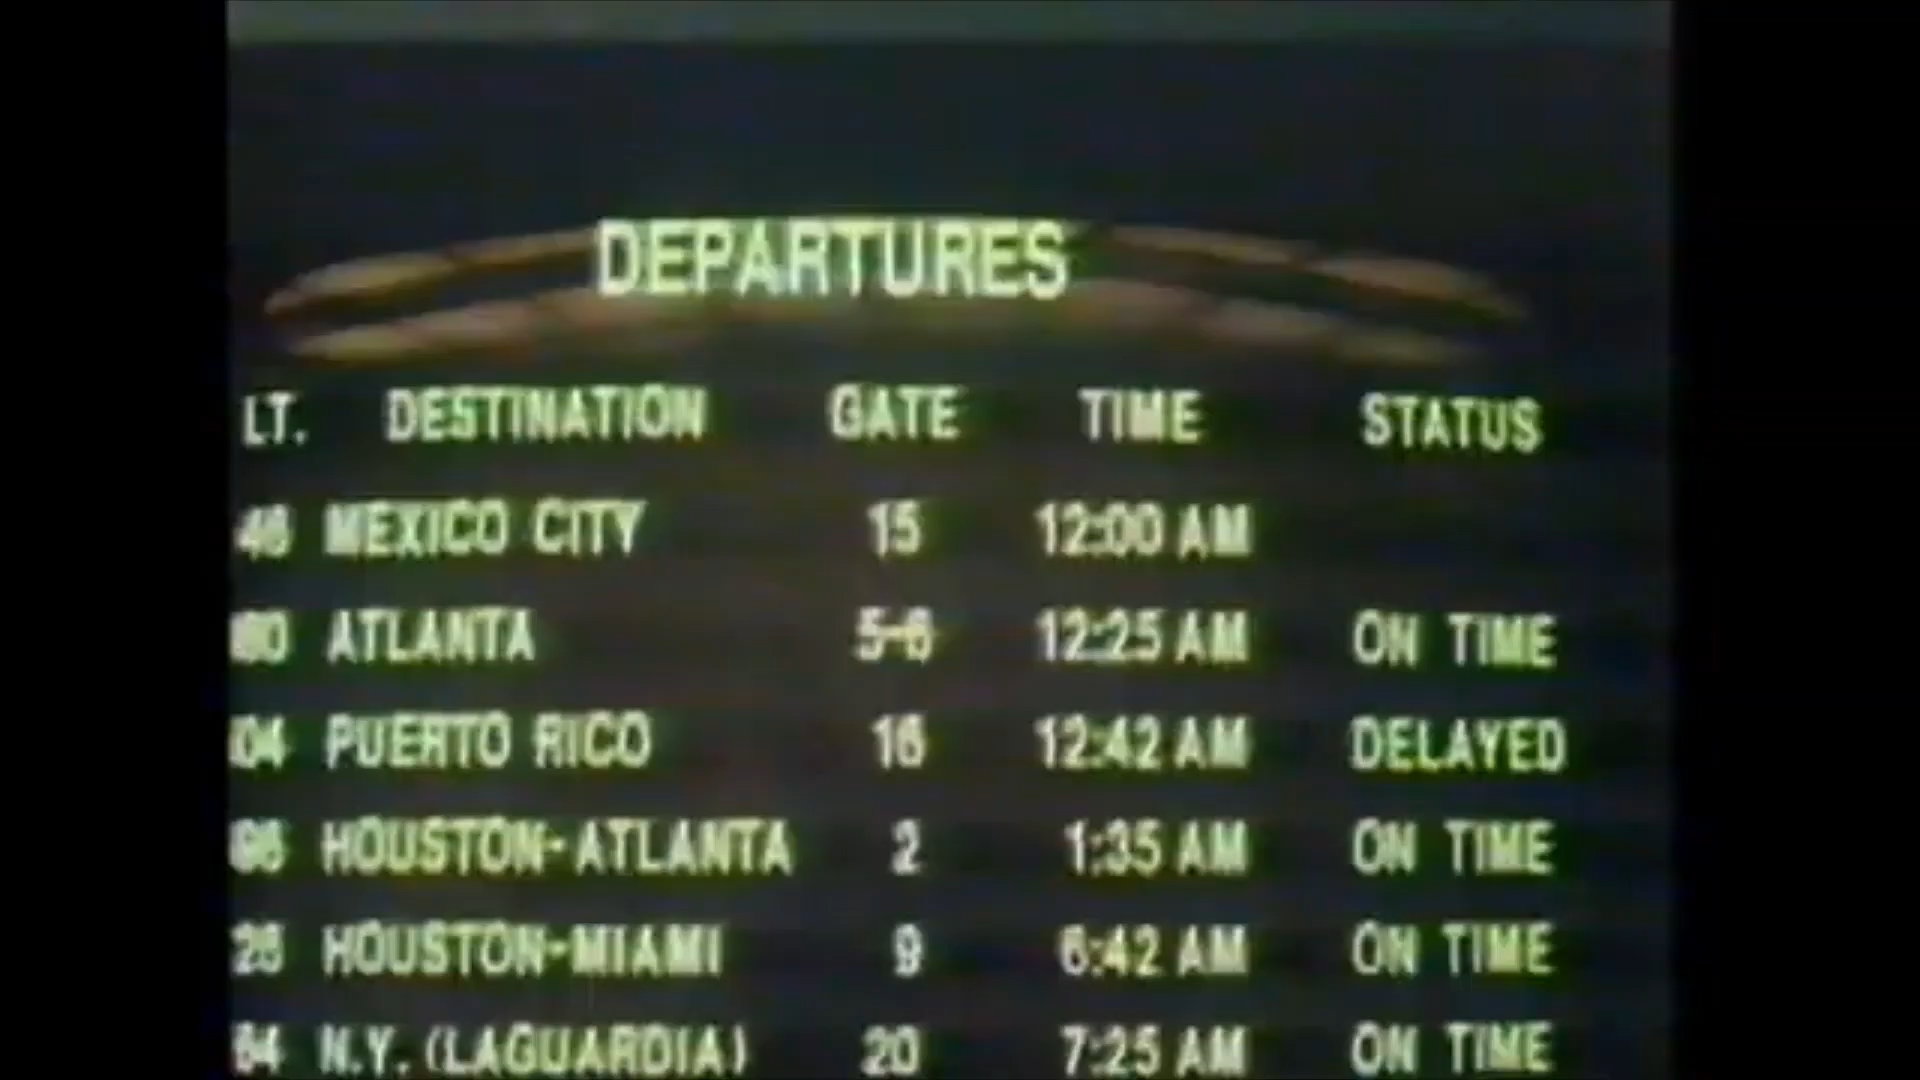 DEPARTURES
LT. DESTINATION GATE TIME STATUS
46 MEXICO CITY 15 12:00 AM
ATLANTA 5-6 12:25 AM ON TIME
04 PUERTO RICO 16 12:42 AM DELAYED
HOUSTON-ATLANTA 2 1:35 AM ON TIME
HOUSTON-MIAMI 9 6:42 AM ON TIME
N.Y. (LAGUARDIA) 20 7:25 AM ON TIME